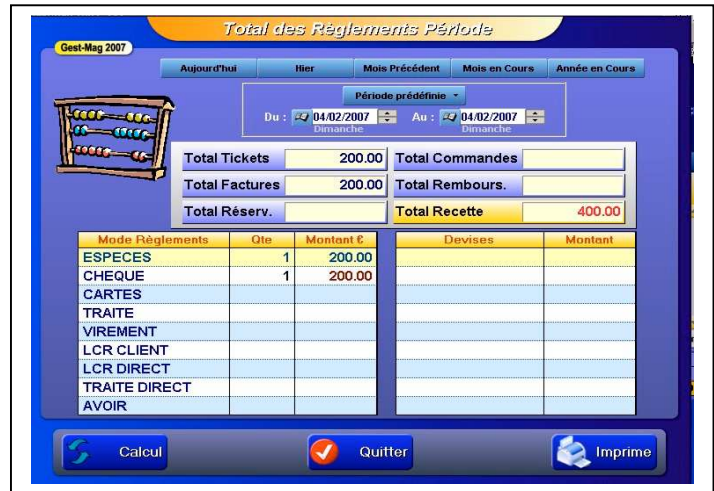 Total des Règlements Période
Gest-Mag 2007
Aujourd'hui Hier Mois Précédent Mois en Cours Année en Cours
Période prédéfinie
Du : 04/02/2007 Au : 04/02/2007
Dimanche Dimanche
Total Tickets 200.00 Total Commandes
Total Factures 200.00 Total Rembours.
Total Réserv. Total Recette 400.00
Mode Règlements Qte Montant € Devises Montant
ESPECES 1 200.00
CHEQUE 1 200.00
CARTES
TRAITE
VIREMENT
LCR CLIENT
LCR DIRECT
TRAITE DIRECT
AVOIR
Calcul Quitter Imprime